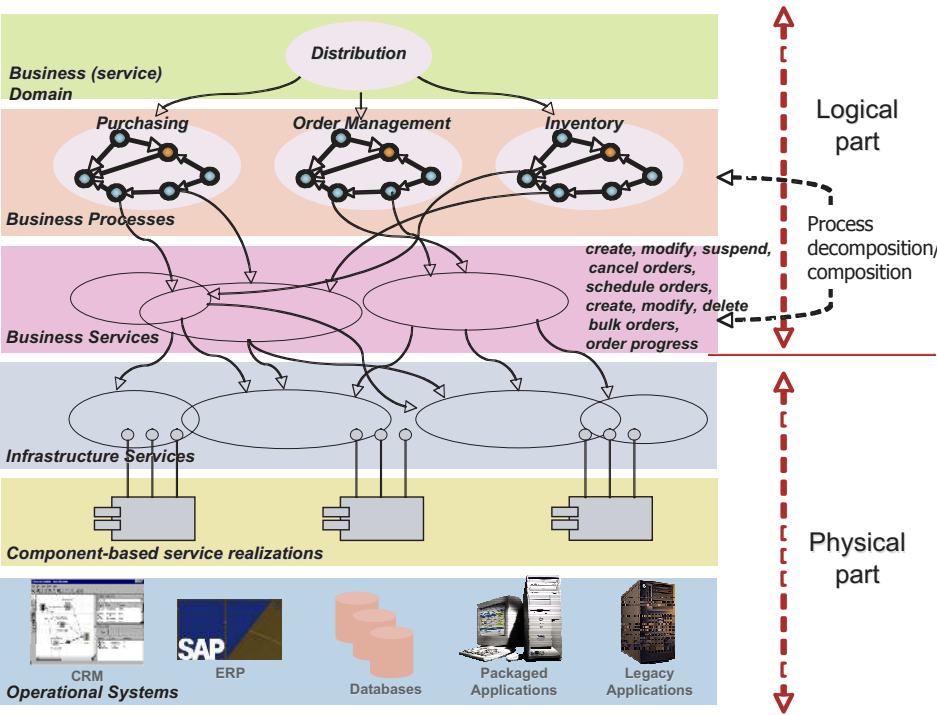 Distribution
Business (service)
Domain
Logical
part
Purchasing
Order Management
Inventory
Business Processes
Process
decomposition/
composition
create, modify, suspend,
cancel orders,
schedule orders,
create, modify, delete
bulk orders,
order progress
Business Services
Infrastructure Services
Component-based service realizations
Physical
part
SAP
CRM
ERP
Databases
Packaged
Applications
Legacy
Applications
Operational Systems